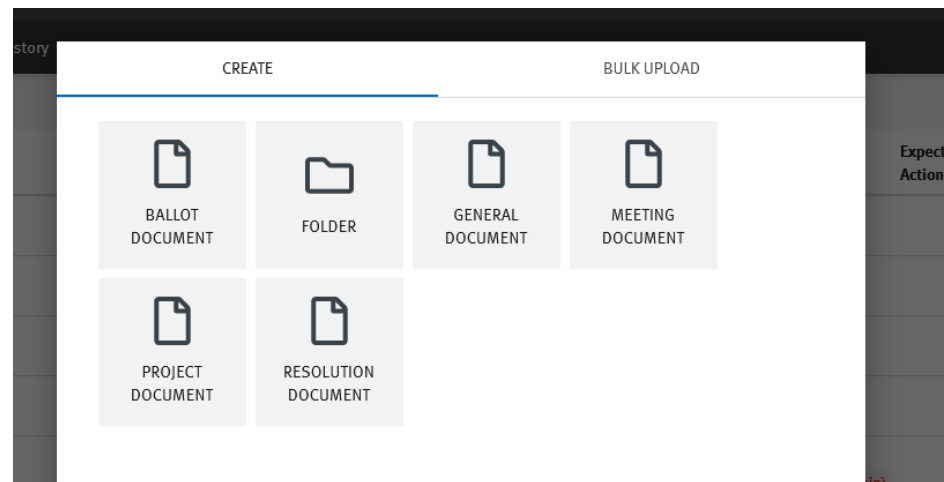 story
CREATE
BULK UPLOAD
Expect
Action
BALLOT
DOCUMENT
FOLDER
GENERAL
DOCUMENT
MEETING
DOCUMENT
PROJECT
DOCUMENT
RESOLUTION
DOCUMENT